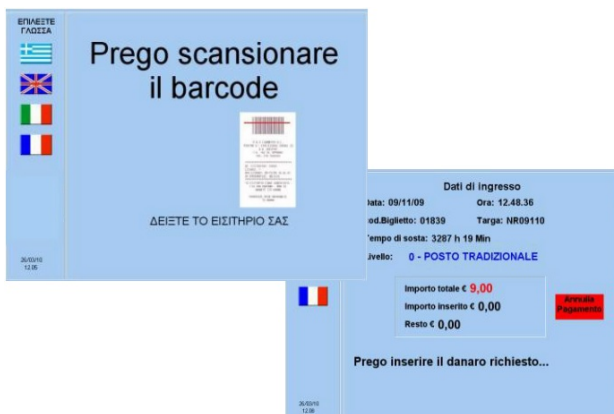 ΕΠΙΛΕΞΤΕ
ΓΛΩΣΣΑ
Prego scansionare
il barcode
ΔΕΙΞΤΕ ΤΟ ΕΙΣΙΤΗΡΙΟ ΣΑΣ
26/03/10
12.05
Dati di ingresso
Data: 09/11/09 Ora: 12.48.36
Cod.Biglietto: 01839 Targa: NR09110
Tempo di sosta: 3287 h 19 Min
Livello: 0 - POSTO TRADIZIONALE
Importo totale € 9,00
Importo inserito € 0,00
Resto € 0,00
Annulla
Pagamento
Prego inserire il danaro richiesto...
26/03/10